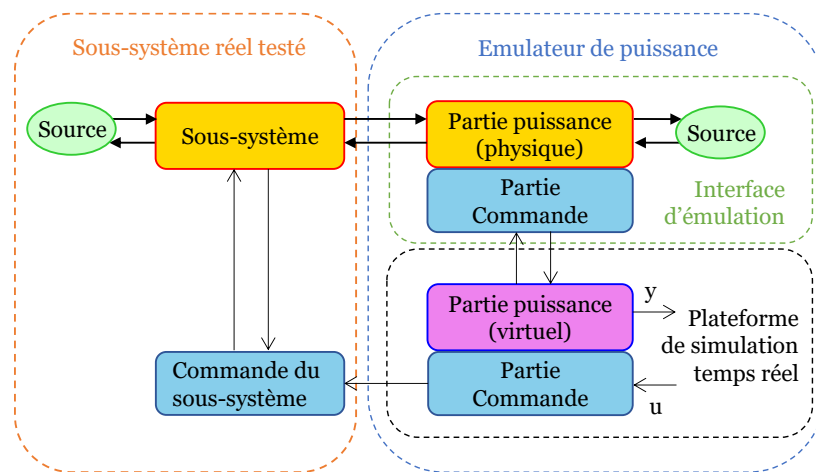 Sous-système réel testé
Emulateur de puissance
Source
Sous-système
Partie puissance
(physique)
Source
Partie
Commande
Interface
d'émulation
Partie puissance
(virtuel)
y
Plateforme
de simulation
temps réel
Commande du
sous-système
Partie
Commande
u